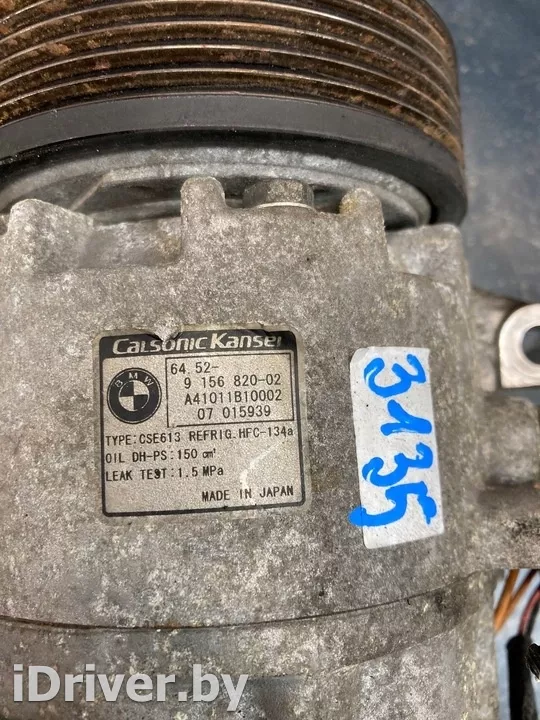 CALSONIC KANSEI
BMW
64 52-
9 156 820-02
A41011B10002
07 015939
TYPE:CSE613 REFRIG.HFC-134a
OIL DH-PS:150 cm³
LEAK TEST:1.5 MPa
MADE IN JAPAN
3135
iDriver.by